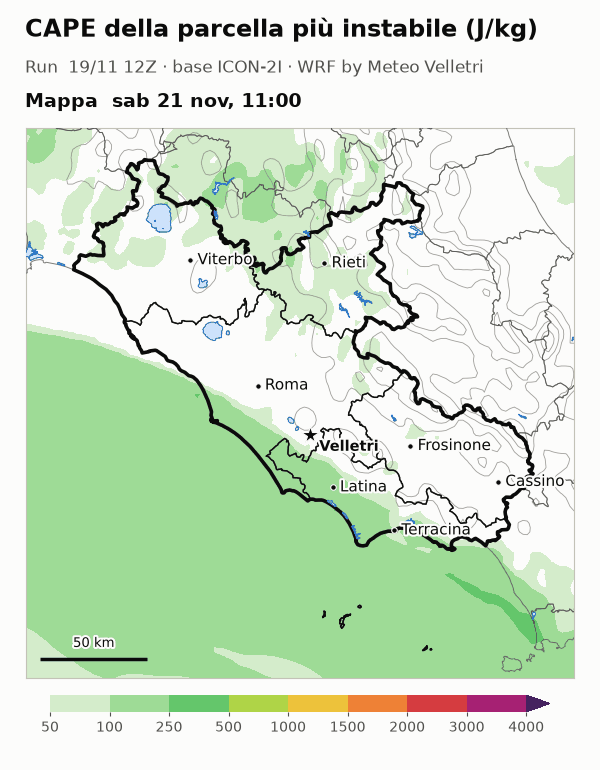 CAPE della parcella più instabile (J/kg)
Run  19/11 12Z · base ICON-2I · WRF by Meteo Velletri
Mappa  sab 21 nov, 11:00
Viterbo
Rieti
Roma
Velletri
Frosinone
Cassino
Latina
Terracina
50 km
50 100 250 500 1000 1500 2000 3000 4000